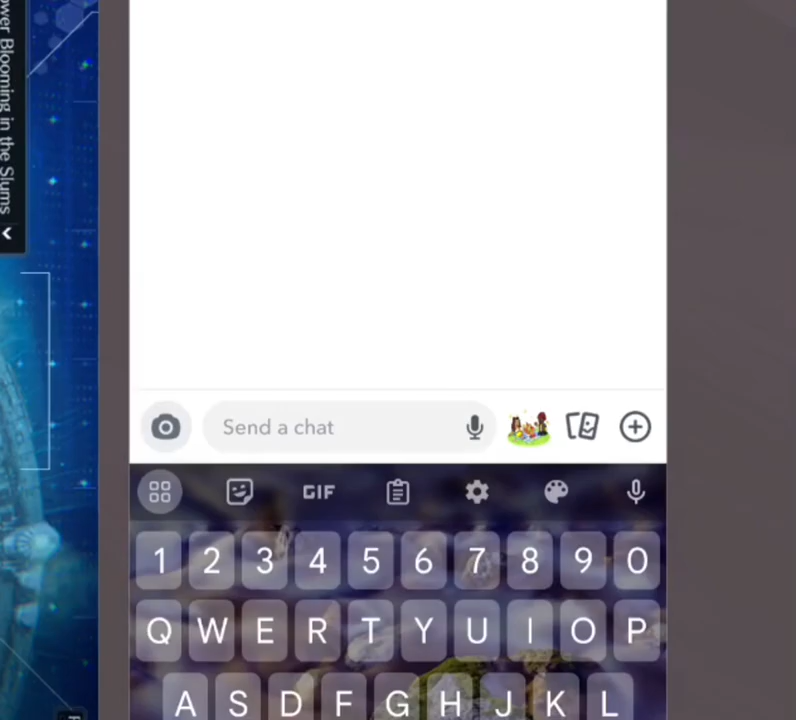 ower Blooming in the Slums
Send a chat
GIF
1 2 3 4 5 6 7 8 9 0
Q W E R T Y U I O P
A S D F G H J K L